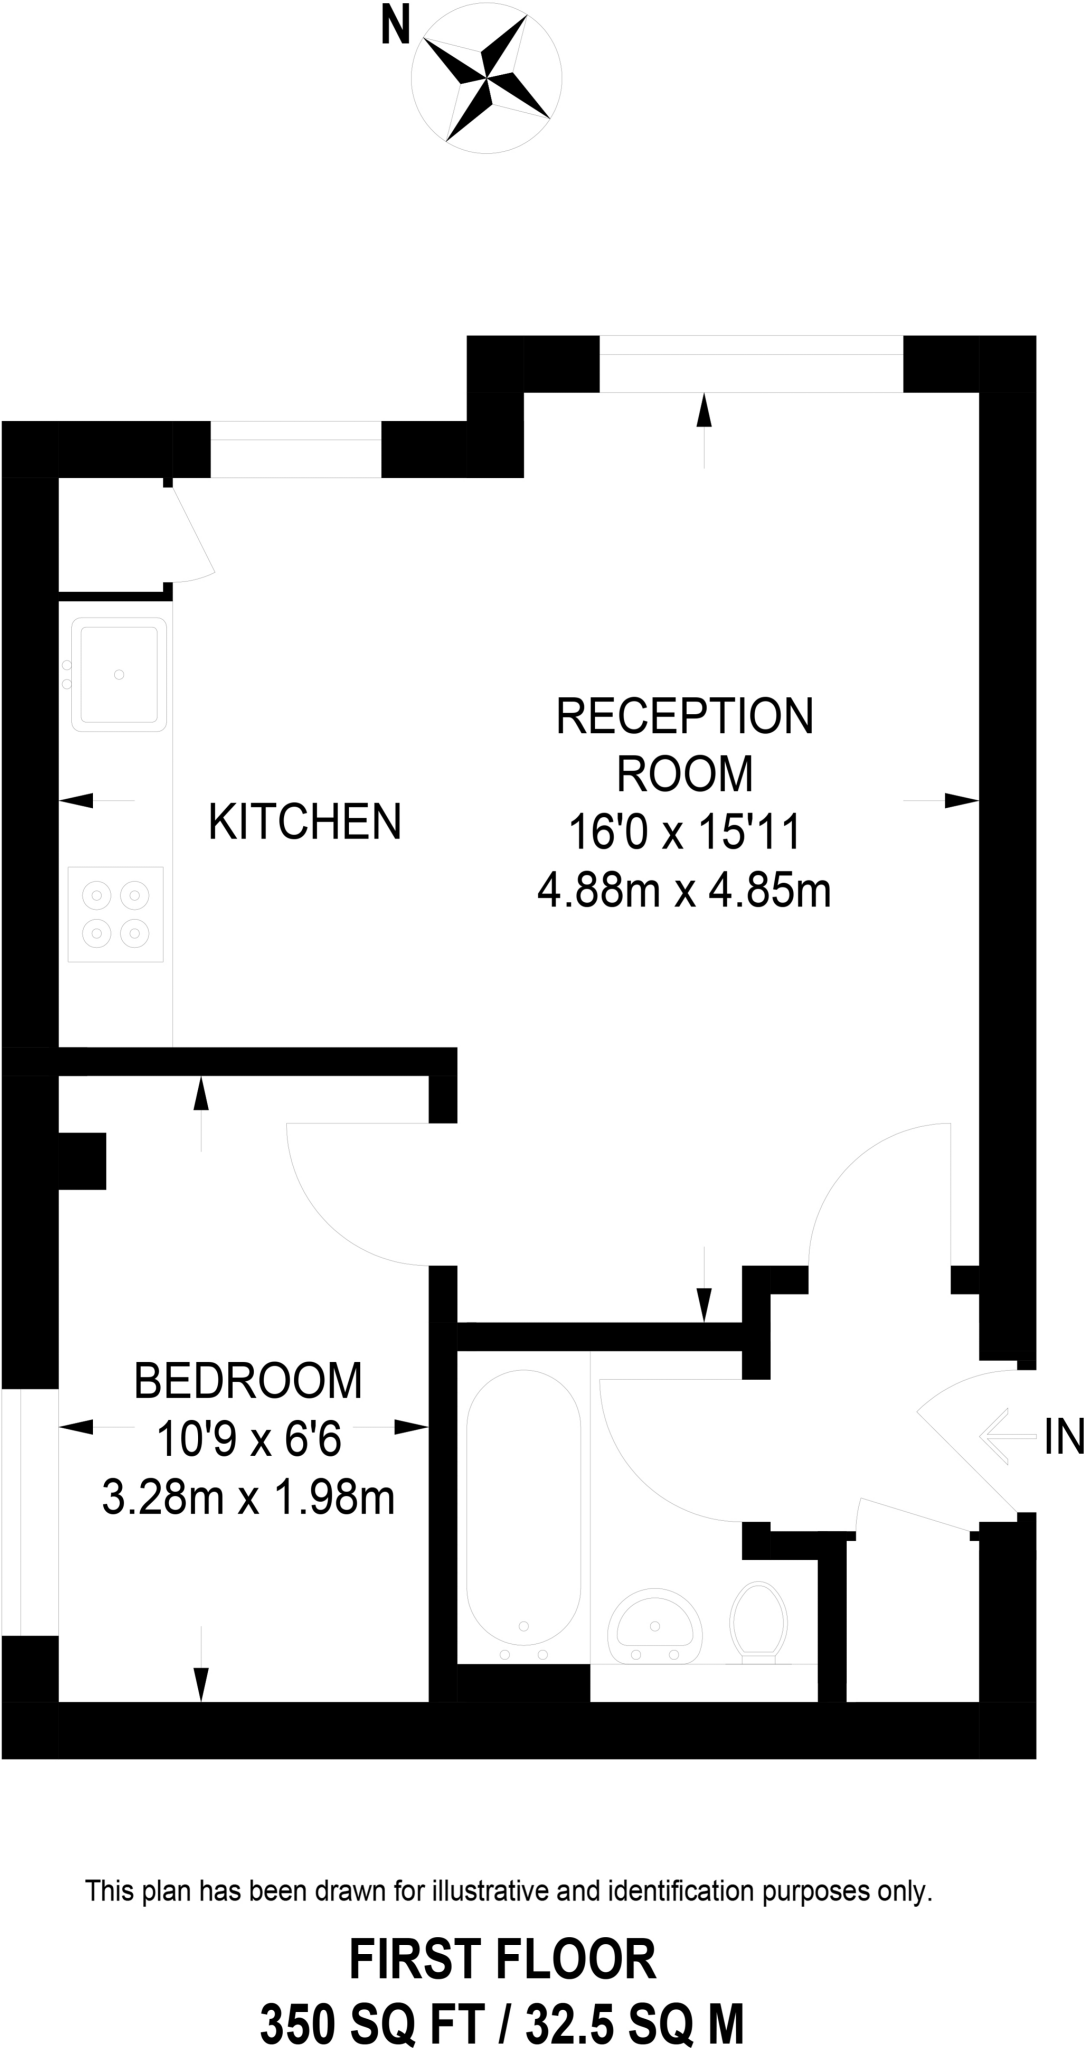 N
RECEPTION
ROOM
16'0 x 15'11
4.88m x 4.85m
KITCHEN
BEDROOM
10'9 x 6'6
3.28m x 1.98m
IN
This plan has been drawn for illustrative and identification purposes only.
FIRST FLOOR
350 SQ FT / 32.5 SQ M